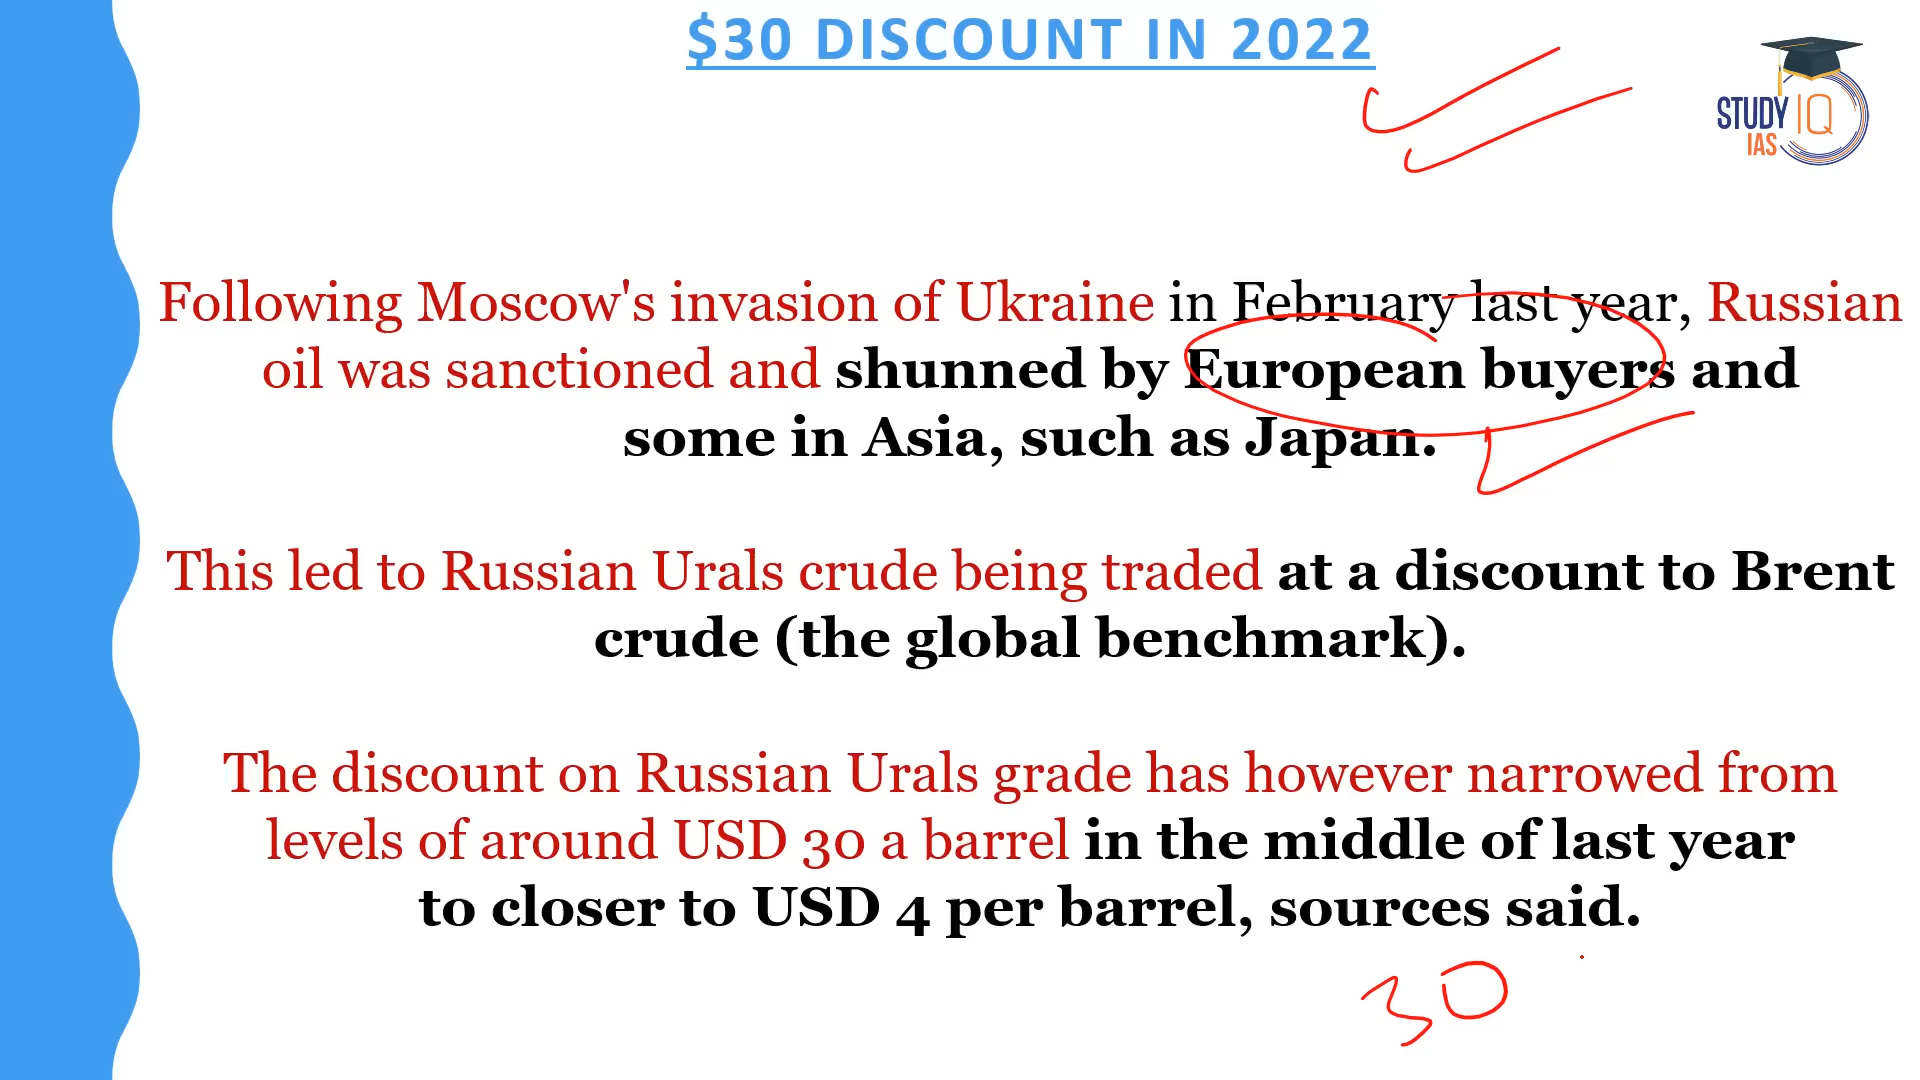 $30 DISCOUNT IN 2022
STUDY IQ
IAS
Following Moscow's invasion of Ukraine in February last year, Russian
oil was sanctioned and shunned by European buyers and
some in Asia, such as Japan.
This led to Russian Urals crude being traded at a discount to Brent
crude (the global benchmark).
The discount on Russian Urals grade has however narrowed from
levels of around USD 30 a barrel in the middle of last year
to closer to USD 4 per barrel, sources said.
30